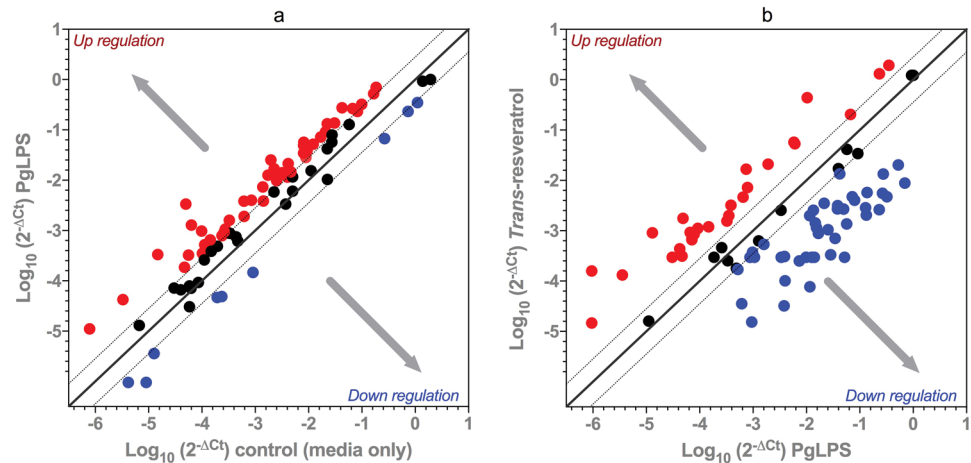 a
Up regulation
1
0
-1
-2
-3
-4
-5
Log₁₀ (2^-ΔCt) PgLPS
Down regulation
-6 -5 -4 -3 -2 -1 0 1
Log₁₀ (2^-ΔCt) control (media only)
b
Up regulation
1
0
-1
-2
-3
-4
-5
Log₁₀ (2^-ΔCt) Trans-resveratrol
Down regulation
-6 -5 -4 -3 -2 -1 0 1
Log₁₀ (2^-ΔCt) PgLPS